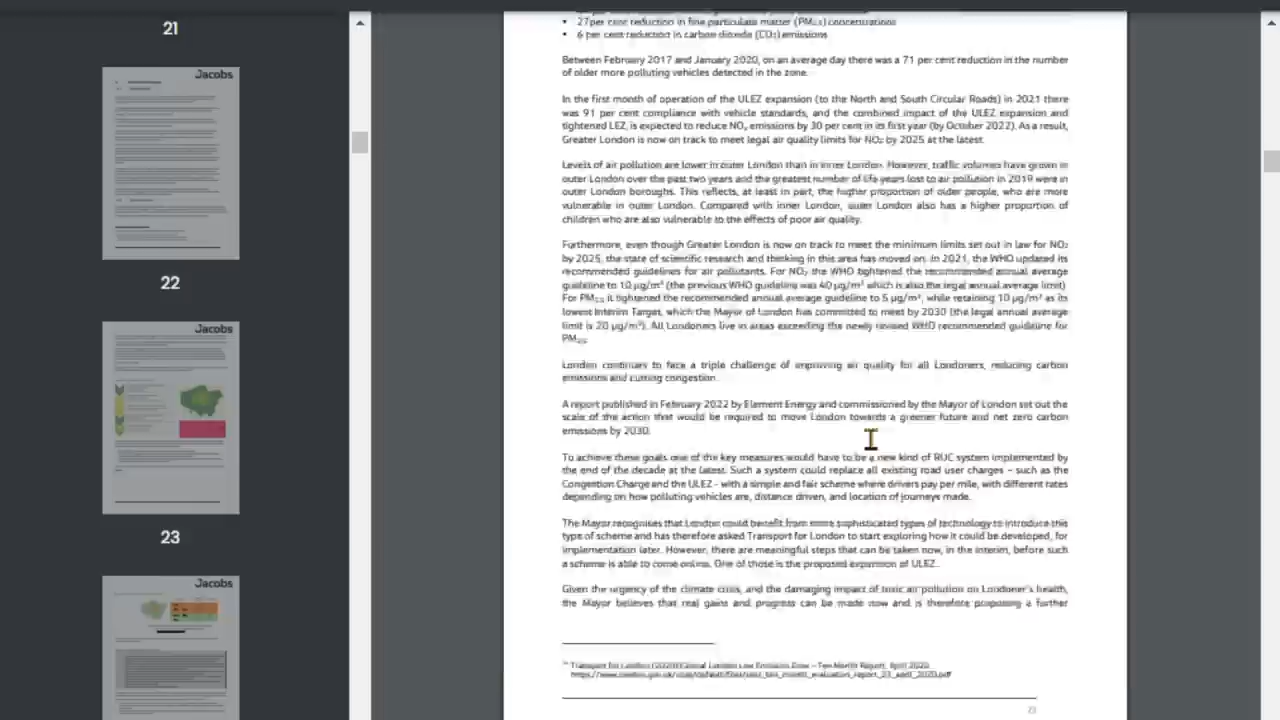 21
Jacobs
22
Jacobs
23
Jacobs
• 27per cent reduction in fine particulate matter (PM₂.₅) concentrations
• 6 per cent reduction in carbon dioxide (CO₂) emissions
Between February 2017 and January 2020, on an average day there was a 71 per cent reduction in the number
of older more polluting vehicles detected in the zone.
In the first month of operation of the ULEZ expansion (to the North and South Circular Roads) in 2021 there
was 91 per cent compliance with vehicle standards, and the combined impact of the ULEZ expansion and
tightened LEZ, is expected to reduce NOₓ emissions by 30 per cent in its first year (by October 2022). As a result,
Greater London is now on track to meet legal air quality limits for NO₂ by 2025 at the latest.
Levels of air pollution are lower in outer London than in inner London. However, traffic volumes have grown in
outer London over the past two years and the greatest number of life years lost to air pollution in 2019 were in
outer London boroughs. This reflects, at least in part, the higher proportion of older people, who are more
vulnerable in outer London. Compared with inner London, outer London also has a higher proportion of
children who are also vulnerable to the effects of poor air quality.
Furthermore, even though Greater London is now on track to meet the minimum limits set out in law for NO₂
by 2025, the state of scientific research and thinking in this area has moved on. In 2021, the WHO updated its
recommended guidelines for air pollutants. For NO₂ the WHO tightened the recommended annual average
guideline to 10 µg/m³ (the previous WHO guideline was 40 µg/m³ which is also the legal annual average limit)
For PM₂.₅ it tightened the recommended annual average guideline to 5 µg/m³, while retaining 10 µg/m³ as its
lowest Interim Target, which the Mayor of London has committed to meet by 2030 (the legal annual average
limit is 20 µg/m³). All Londoners live in areas exceeding the newly revised WHO recommended guideline for
PM₂.₅.
London continues to face a triple challenge of improving air quality for all Londoners, reducing carbon
emissions and cutting congestion.
A report published in February 2022 by Element Energy and commissioned by the Mayor of London set out the
scale of the action that would be required to move London towards a greener future and net zero carbon
emissions by 2030.
To achieve these goals one of the key measures would have to be a new kind of RUC system implemented by
the end of the decade at the latest. Such a system could replace all existing road user charges – such as the
Congestion Charge and the ULEZ - with a simple and fair scheme where drivers pay per mile, with different rates
depending on how polluting vehicles are, distance driven, and location of journeys made.
The Mayor recognises that London could benefit from more sophisticated types of technology to introduce this
type of scheme and has therefore asked Transport for London to start exploring how it could be developed, for
implementation later. However, there are meaningful steps that can be taken now, in the interim, before such
a scheme is able to come online. One of those is the proposed expansion of ULEZ.
Given the urgency of the climate crisis, and the damaging impact of toxic air pollution on Londoner's health,
the Mayor believes that real gains and progress can be made now and is therefore proposing a further
Transport for London (2020) Central London Low Emission Zone – Ten Month Report, April 2020.
https://www.london.gov.uk/sites/default/files/ulez_ten_month_evaluation_report_23_april_2020.pdf
23